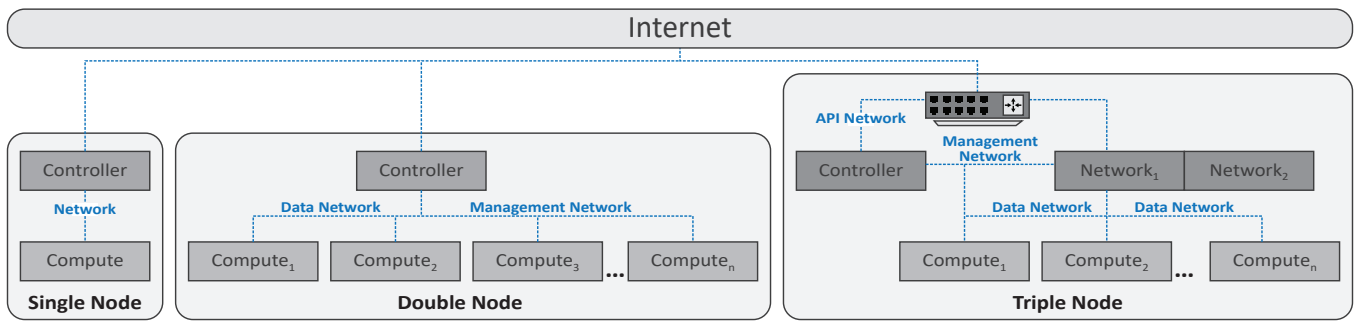 Internet
Controller
Network
Compute
Single Node
Controller
Data Network
Management Network
Compute1
Compute2
Compute3
...
Computen
Double Node
API Network
Management
Network
Controller
Network1
Network2
Data Network
Data Network
Compute1
Compute2
...
Computen
Triple Node